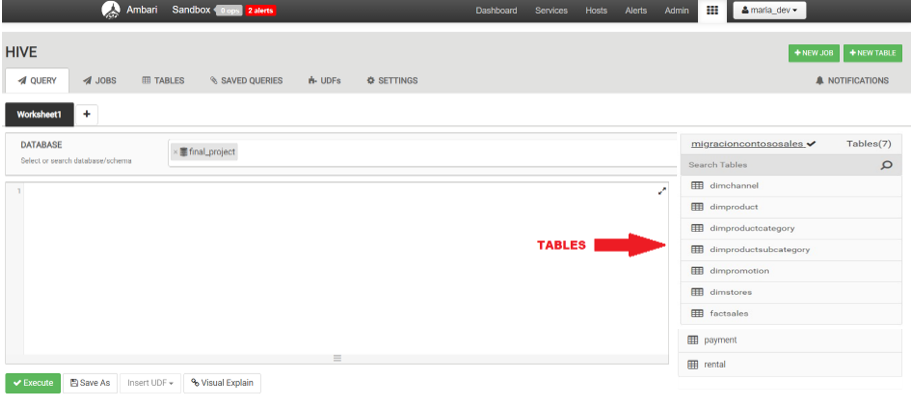 Ambari Sandbox 0 ops 2 alerts Dashboard Services Hosts Alerts Admin maria_dev
HIVE + NEW JOB + NEW TABLE
QUERY JOBS TABLES SAVED QUERIES UDFs SETTINGS NOTIFICATIONS
Worksheet1 +
DATABASE
Select or search database/schema
× final_project
migracioncontososales Tables(7)
Search Tables
1
dimchannel
dimproduct
dimproductcategory
TABLES
dimproductsubcategory
dimpromotion
dimstores
factsales
payment
rental
Execute Save As Insert UDF Visual Explain